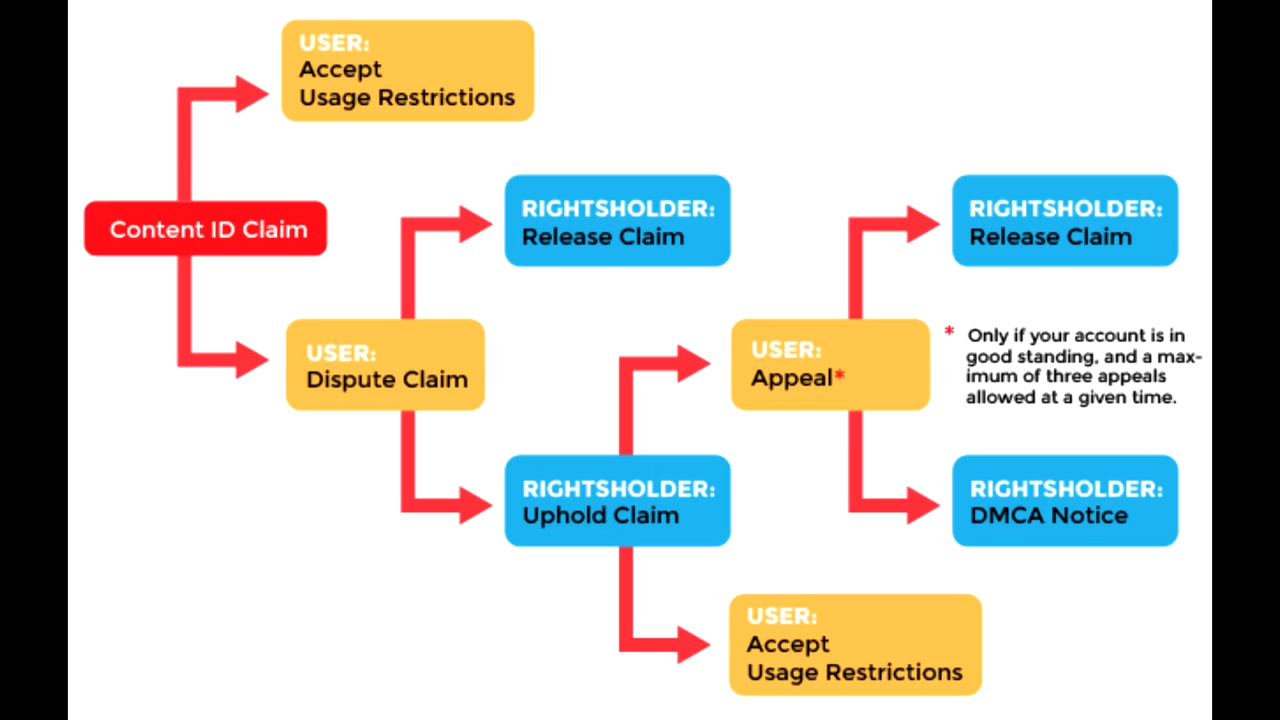 USER:
Accept
Usage Restrictions
Content ID Claim
RIGHTSHOLDER:
Release Claim
RIGHTSHOLDER:
Release Claim
USER:
Dispute Claim
USER:
Appeal*
* Only if your account is in
good standing, and a max-
imum of three appeals
allowed at a given time.
RIGHTSHOLDER:
Uphold Claim
RIGHTSHOLDER:
DMCA Notice
USER:
Accept
Usage Restrictions